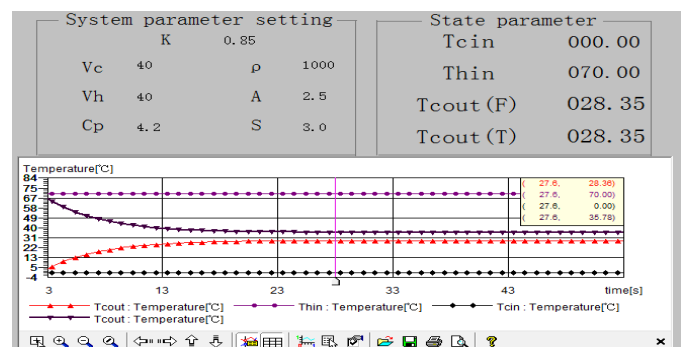 System parameter setting
K 0.85
Vc 40 ρ 1000
Vh 40 A 2.5
Cp 4.2 S 3.0
State parameter
Tcin 000.00
Thin 070.00
Tcout(F) 028.35
Tcout(T) 028.35
Temperature[℃]
84
75
67
58
49
40
31
22
13
5
-4
( 27.6, 28.36)
( 27.6, 70.00)
( 27.6, 0.00)
( 27.6, 35.78)
3 13 23 33 43 time[s]
Tcout : Temperature[℃] Thin : Temperature[℃] Tcin : Temperature[℃]
Tcout : Temperature[℃]